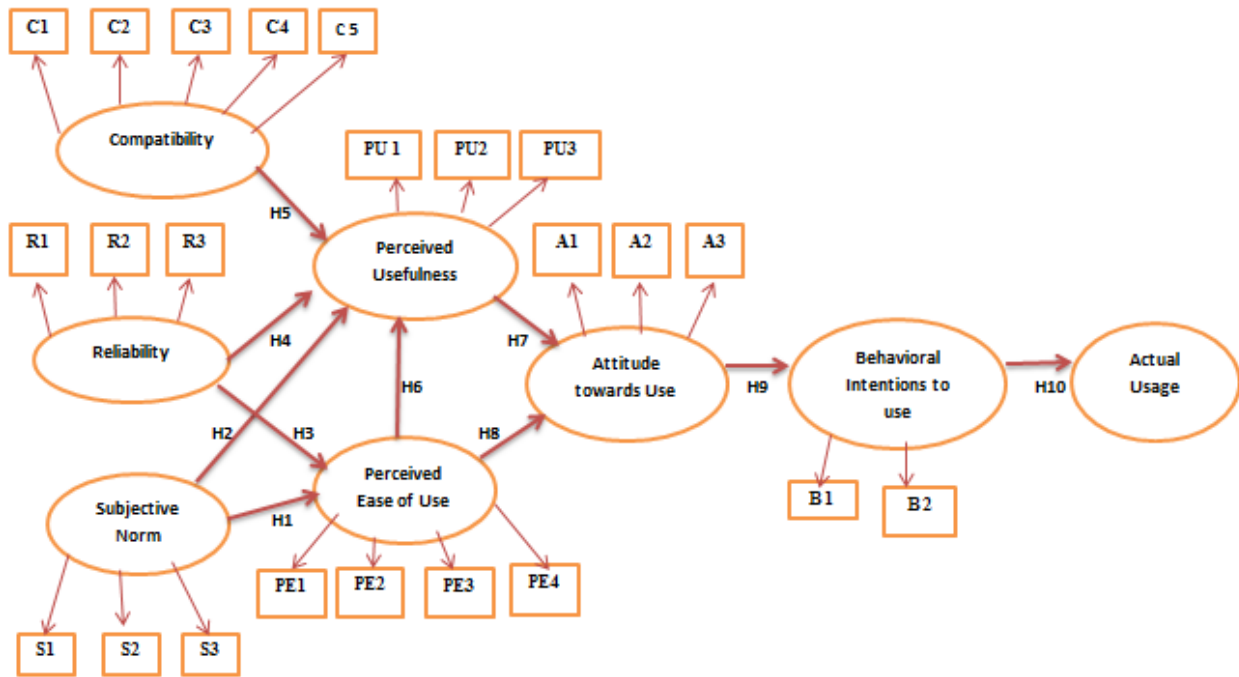 C1
C2
C3
C4
C 5
Compatibility
PU 1
PU2
PU3
H5
R1
R2
R3
Perceived
Usefulness
A1
A2
A3
Reliability
H4
H7
Attitude
towards Use
Behavioral
Intentions to
use
Actual
Usage
H6
H9
H10
H2
H3
H8
Perceived
Ease of Use
Subjective
Norm
H1
B1
B2
PE1
PE2
PE3
PE4
S1
S2
S3